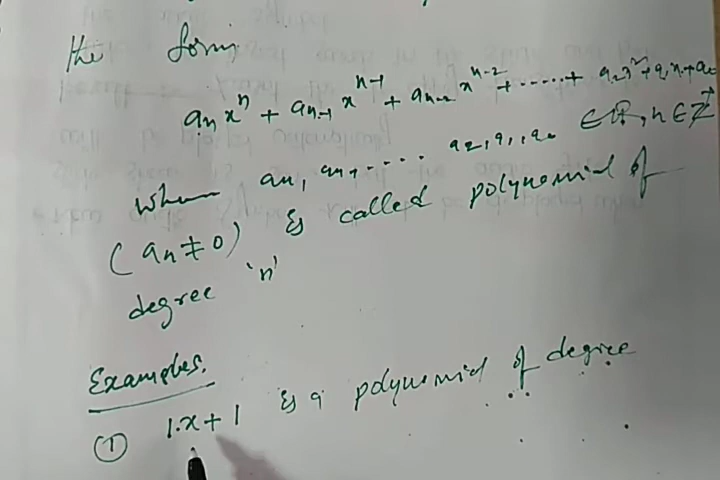 the form
aₙxⁿ + aₙ₋₁xⁿ⁻¹ + aₙ₋₂xⁿ⁻² + ...... + a₂x² + a₁x + a₀
where aₙ, aₙ₋₁ ..... a₂, a₁, a₀ ∈ R, n ∈ Z⁺
(aₙ ≠ 0) is called polynomial of
degree 'n'
Examples.
① 1.x + 1 is a polynomial of degree